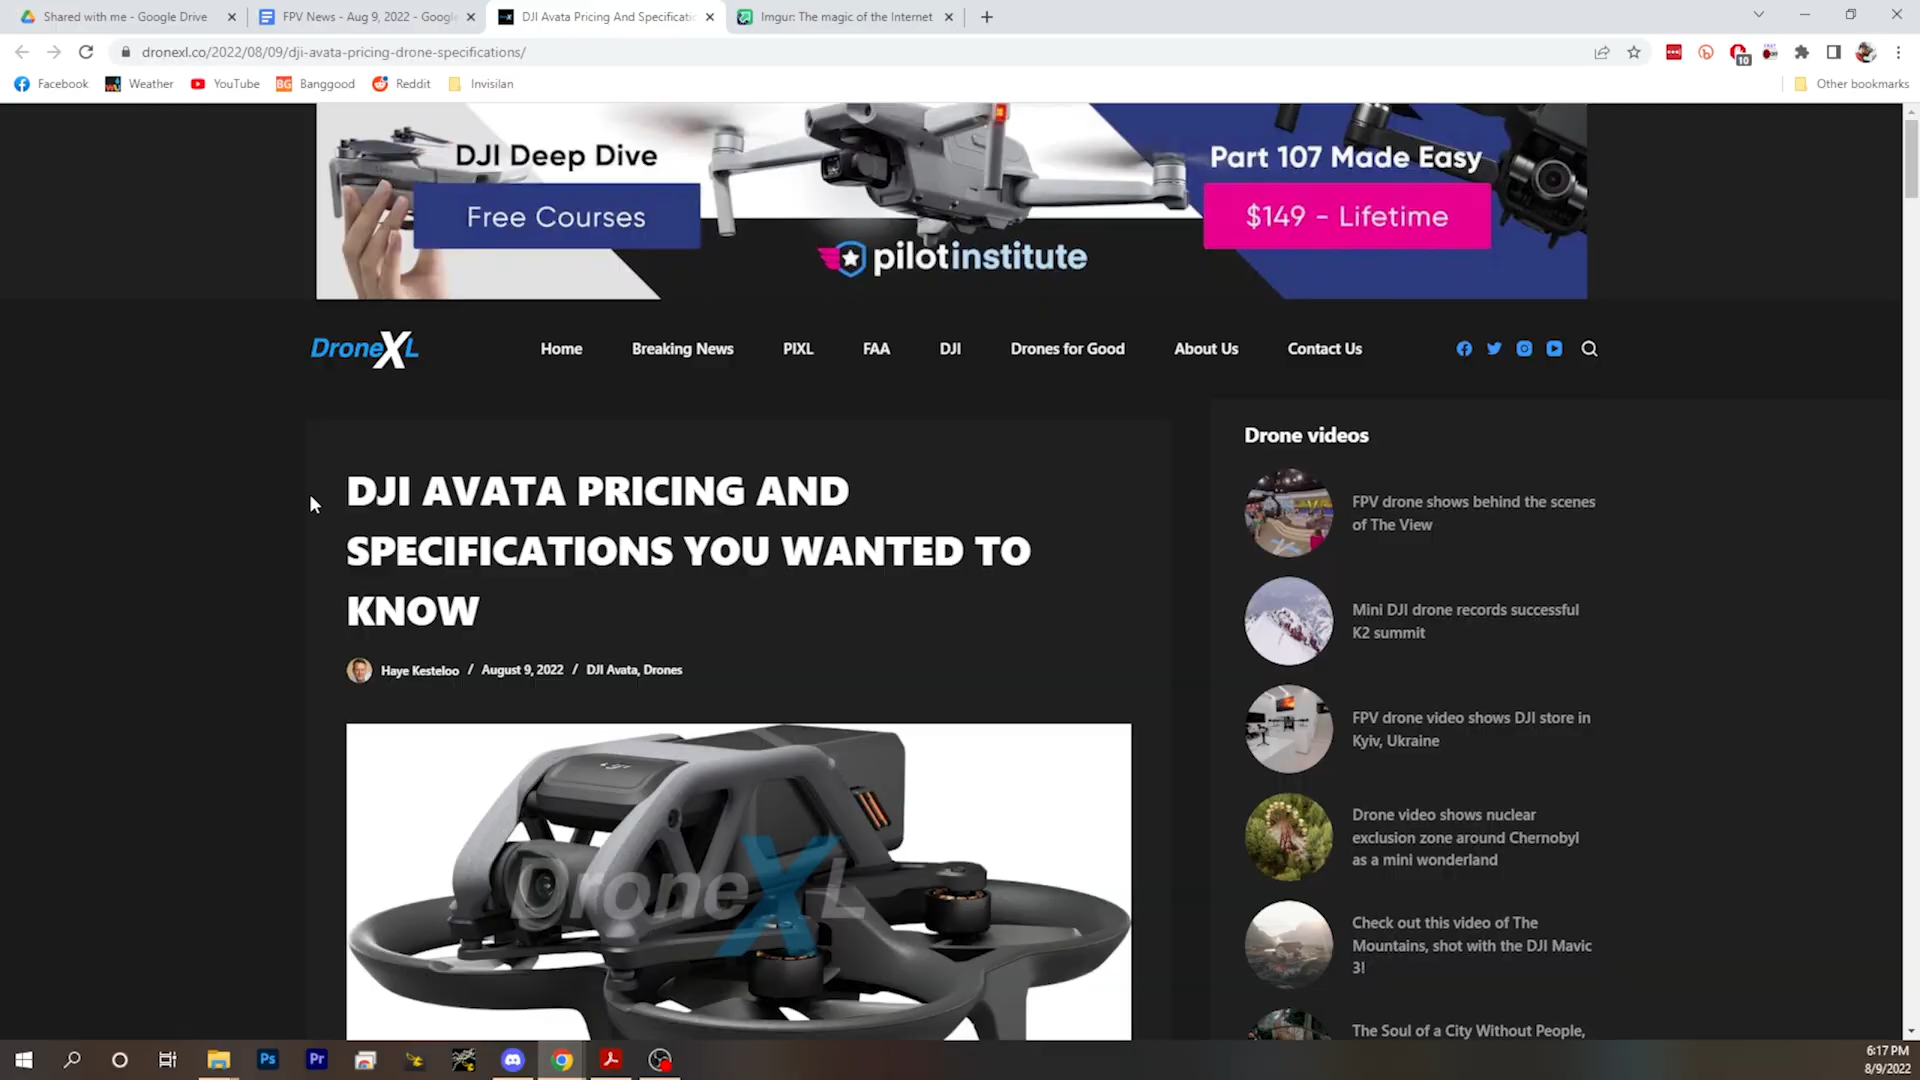 Shared with me - Google Drive
FPV News - Aug 9, 2022 - Google
DJI Avata Pricing And Specificatio
Imgur: The magic of the Internet
dronexl.co/2022/08/09/dji-avata-pricing-drone-specifications/
10
Facebook
Weather
YouTube
BG Banggood
Reddit
Invisilan
Other bookmarks
DJI Deep Dive
Free Courses
pilotinstitute
Part 107 Made Easy
$149 - Lifetime
DroneXL
Home
Breaking News
PIXL
FAA
DJI
Drones for Good
About Us
Contact Us
DJI AVATA PRICING AND
SPECIFICATIONS YOU WANTED TO
KNOW
Haye Kesteloo / August 9, 2022 / DJI Avata, Drones
DroneXL
Drone videos
FPV drone shows behind the scenes
of The View
Mini DJI drone records successful
K2 summit
FPV drone video shows DJI store in
Kyiv, Ukraine
Drone video shows nuclear
exclusion zone around Chernobyl
as a mini wonderland
Check out this video of The
Mountains, shot with the DJI Mavic
3!
The Soul of a City Without People,
Ps
Pr
6:17 PM
8/9/2022